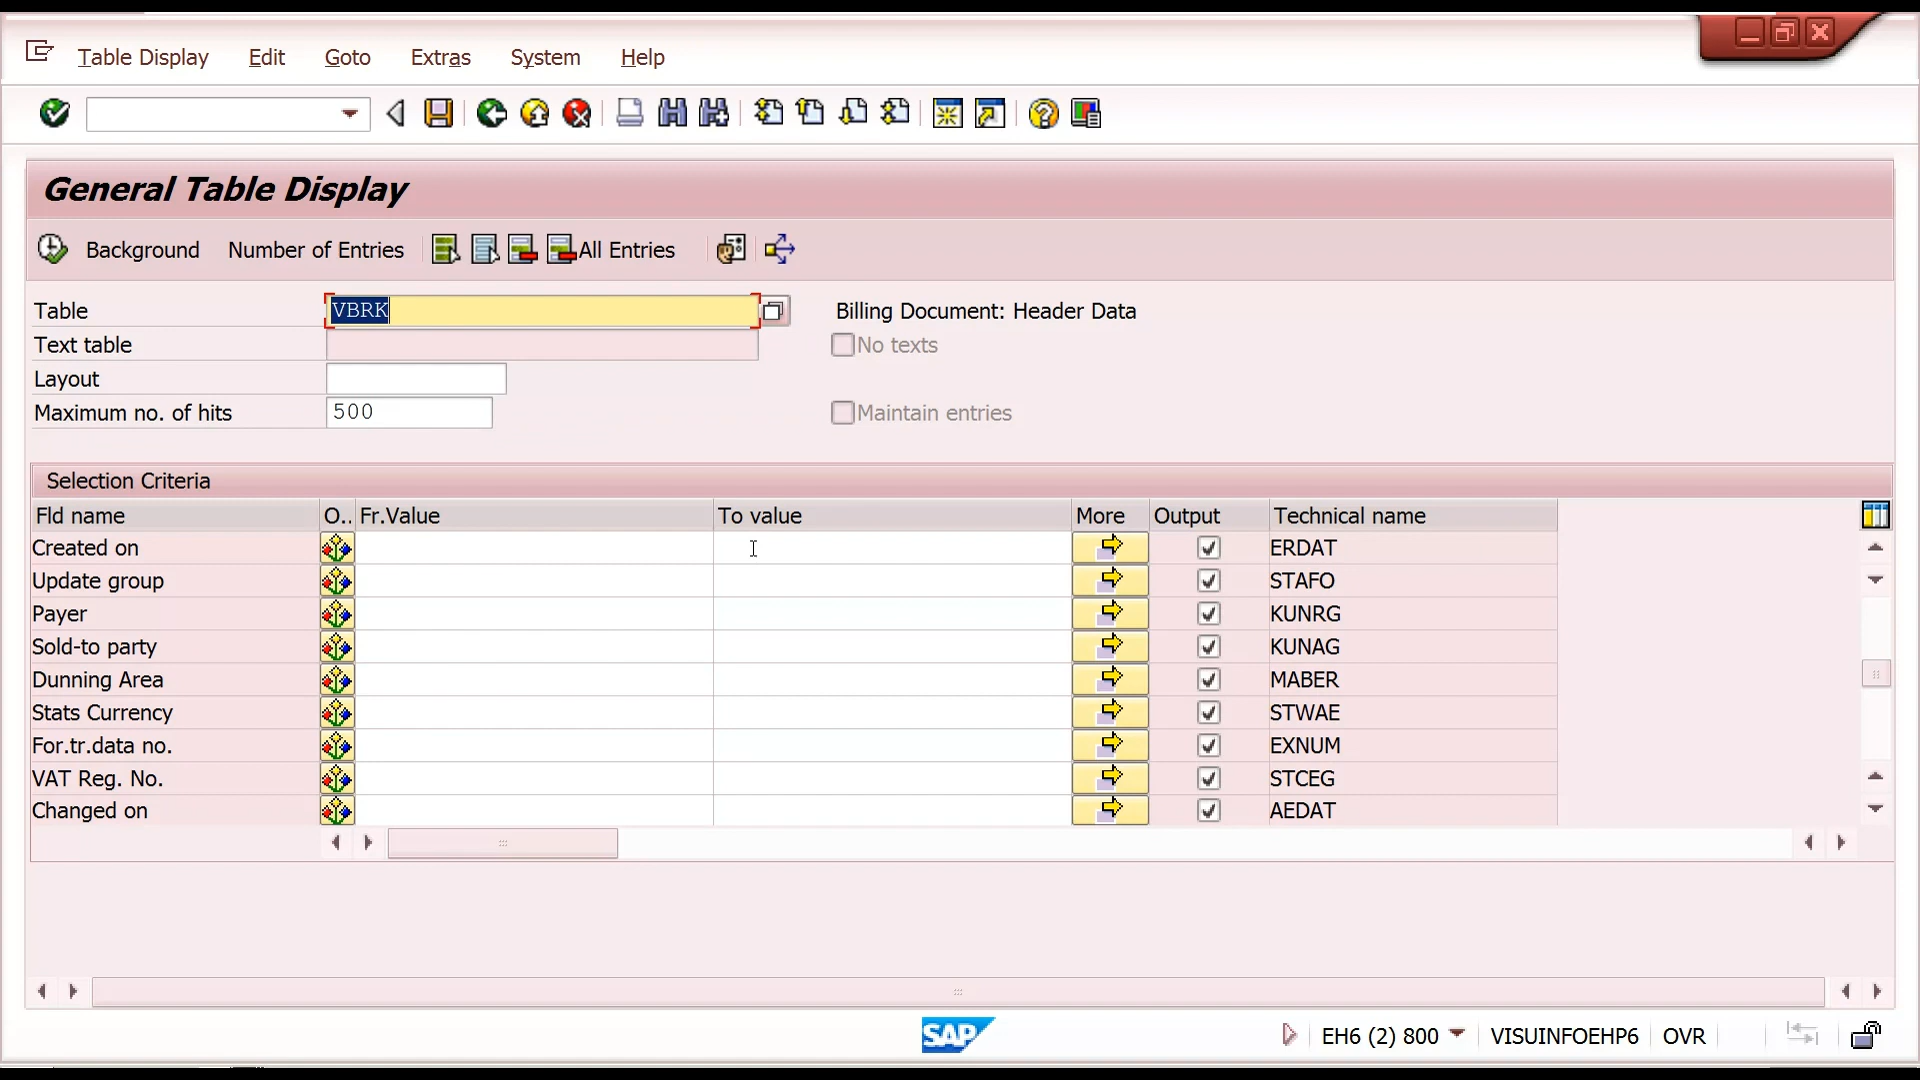 Table Display Edit Goto Extras System Help
General Table Display
Background Number of Entries All Entries
Table VBRK Billing Document: Header Data
Text table No texts
Layout
Maximum no. of hits 500 Maintain entries
Selection Criteria
Fld name O.. Fr.Value To value More Output Technical name
Created on ERDAT
Update group STAFO
Payer KUNRG
Sold-to party KUNAG
Dunning Area MABER
Stats Currency STWAE
For.tr.data no. EXNUM
VAT Reg. No. STCEG
Changed on AEDAT
SAP EH6 (2) 800 VISUINFOEHP6 OVR